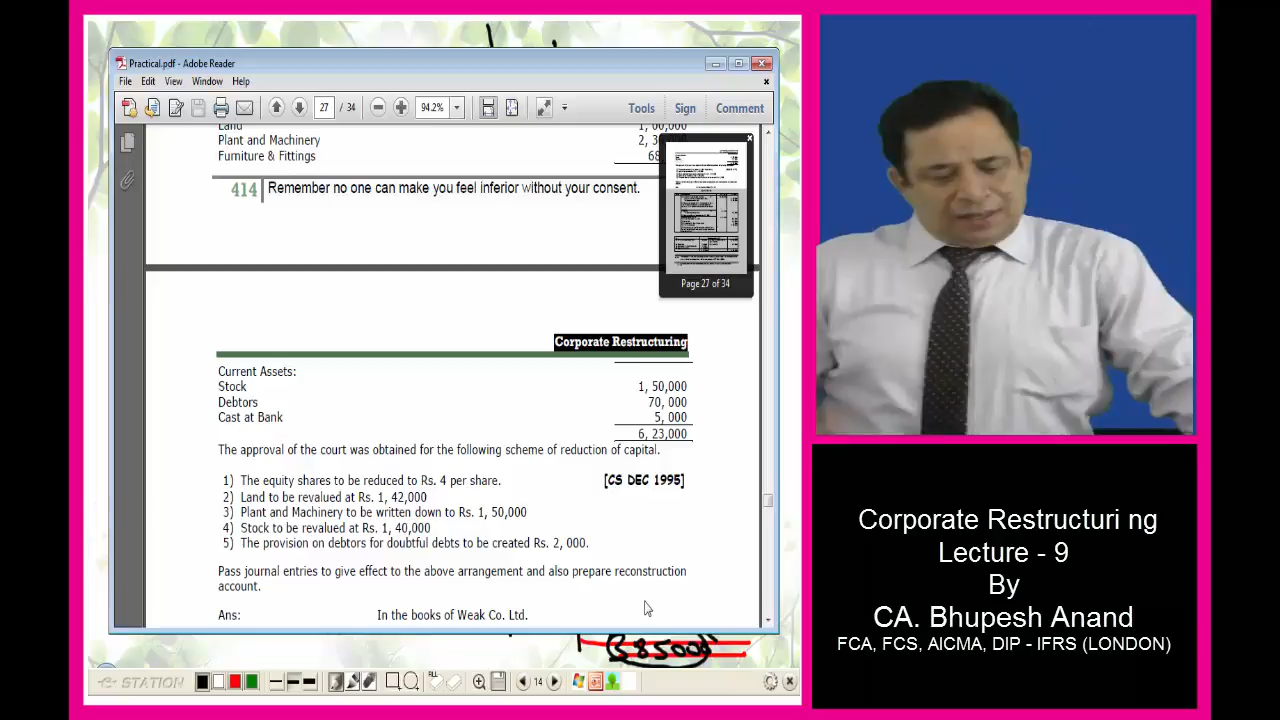 Practical.pdf - Adobe Reader
File Edit View Window Help
27 / 34 94.2% Tools Sign Comment
Land 1, 00,000
Plant and Machinery
Furniture & Fittings
414 Remember no one can make you feel inferior without your consent.
Page 27 of 34
Corporate Restructuring
Current Assets:
Stock 1, 50,000
Debtors 70, 000
Cast at Bank 5, 000
6, 23,000
The approval of the court was obtained for the following scheme of reduction of capital.
1) The equity shares to be reduced to Rs. 4 per share. [CS DEC 1995]
2) Land to be revalued at Rs. 1, 42,000
3) Plant and Machinery to be written down to Rs. 1, 50,000
4) Stock to be revalued at Rs. 1, 40,000
5) The provision on debtors for doubtful debts to be created Rs. 2, 000.
Pass journal entries to give effect to the above arrangement and also prepare reconstruction
account.
Ans: In the books of Weak Co. Ltd.
385000
e-STATION 14
Corporate Restructuri ng
Lecture - 9
By
CA. Bhupesh Anand
FCA, FCS, AICMA, DIP - IFRS (LONDON)